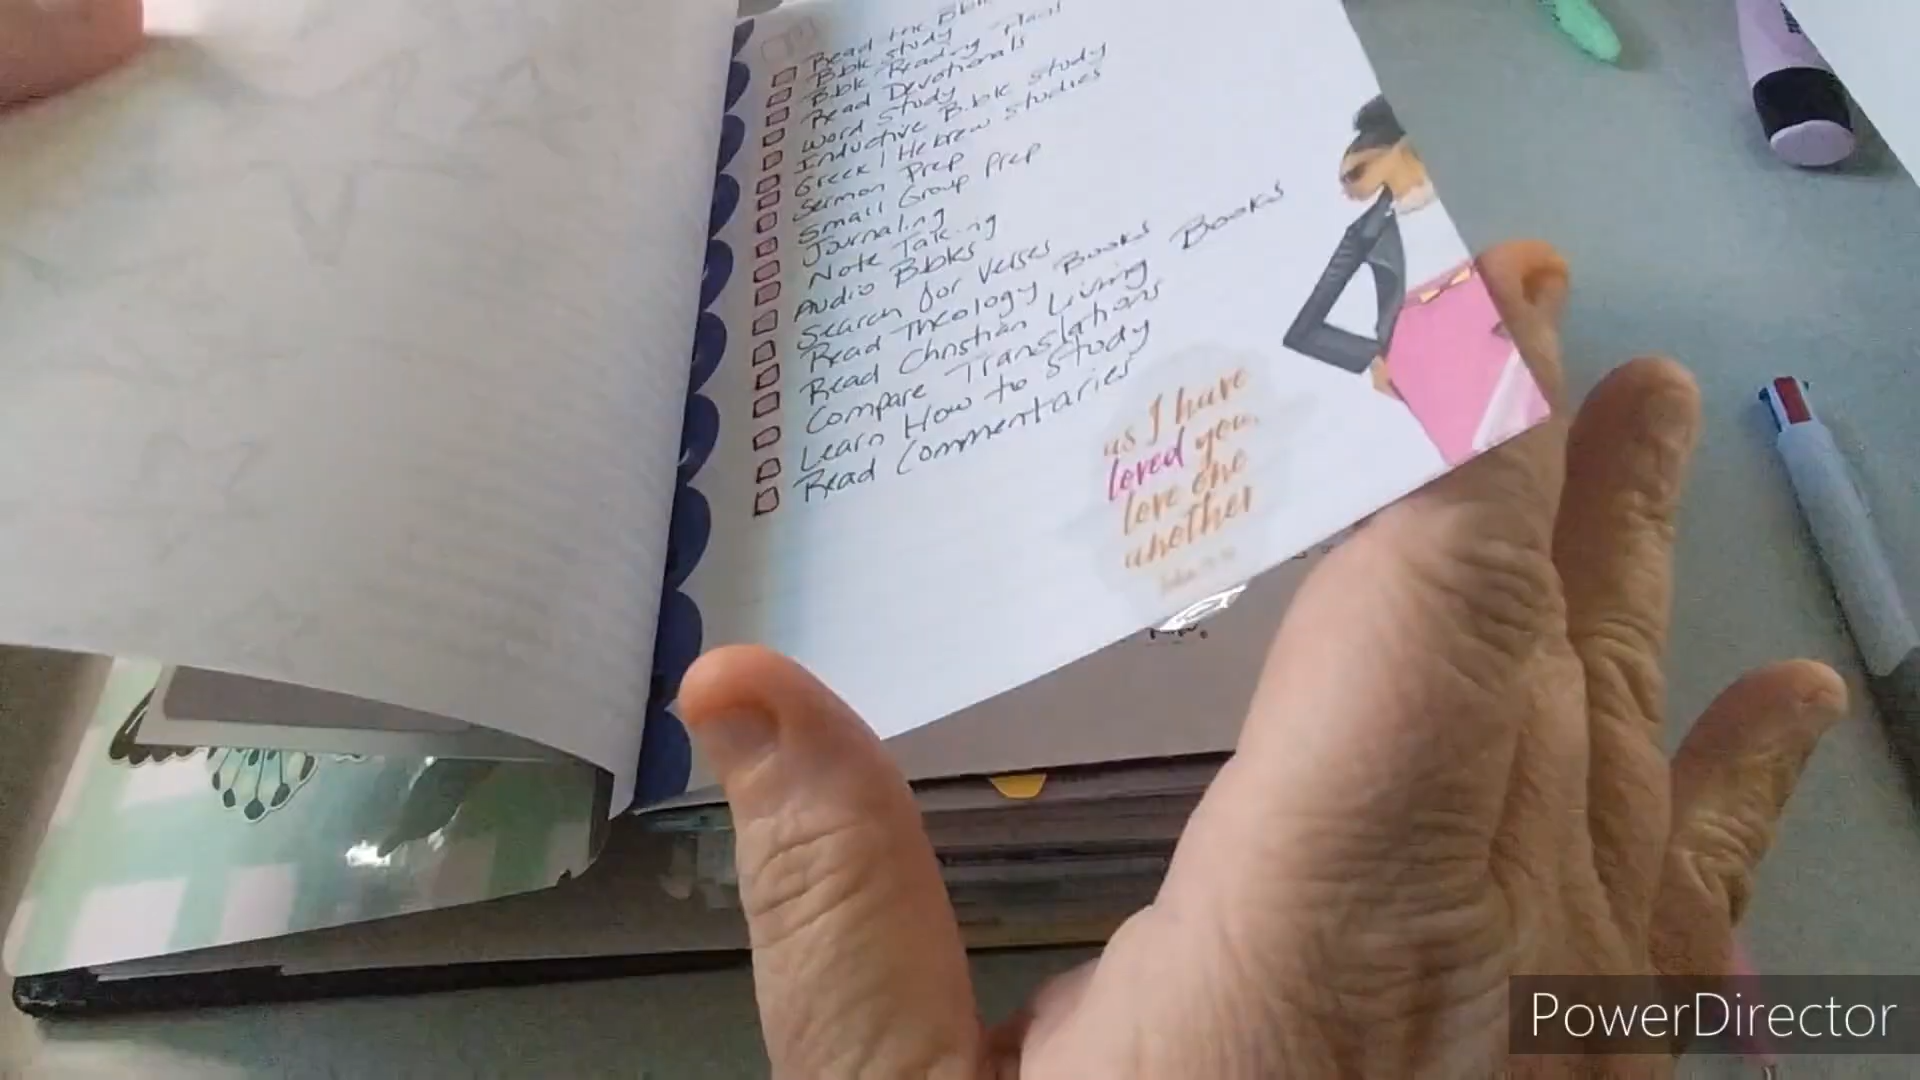 Read the Bible
Bible Study
Bible Reading Plan
Read Devotionals
Word Study
Inductive Bible Study
Greek / Hebrew Studies
Sermon Prep
Small Group Prep
Journaling
Note Taking
Audio Bibles
Search for Verses
Read Theology Books
Read Christian Living Books
Compare Translations
Learn How to Study
Read Commentaries
as I have
loved you,
love one
another
PowerDirector